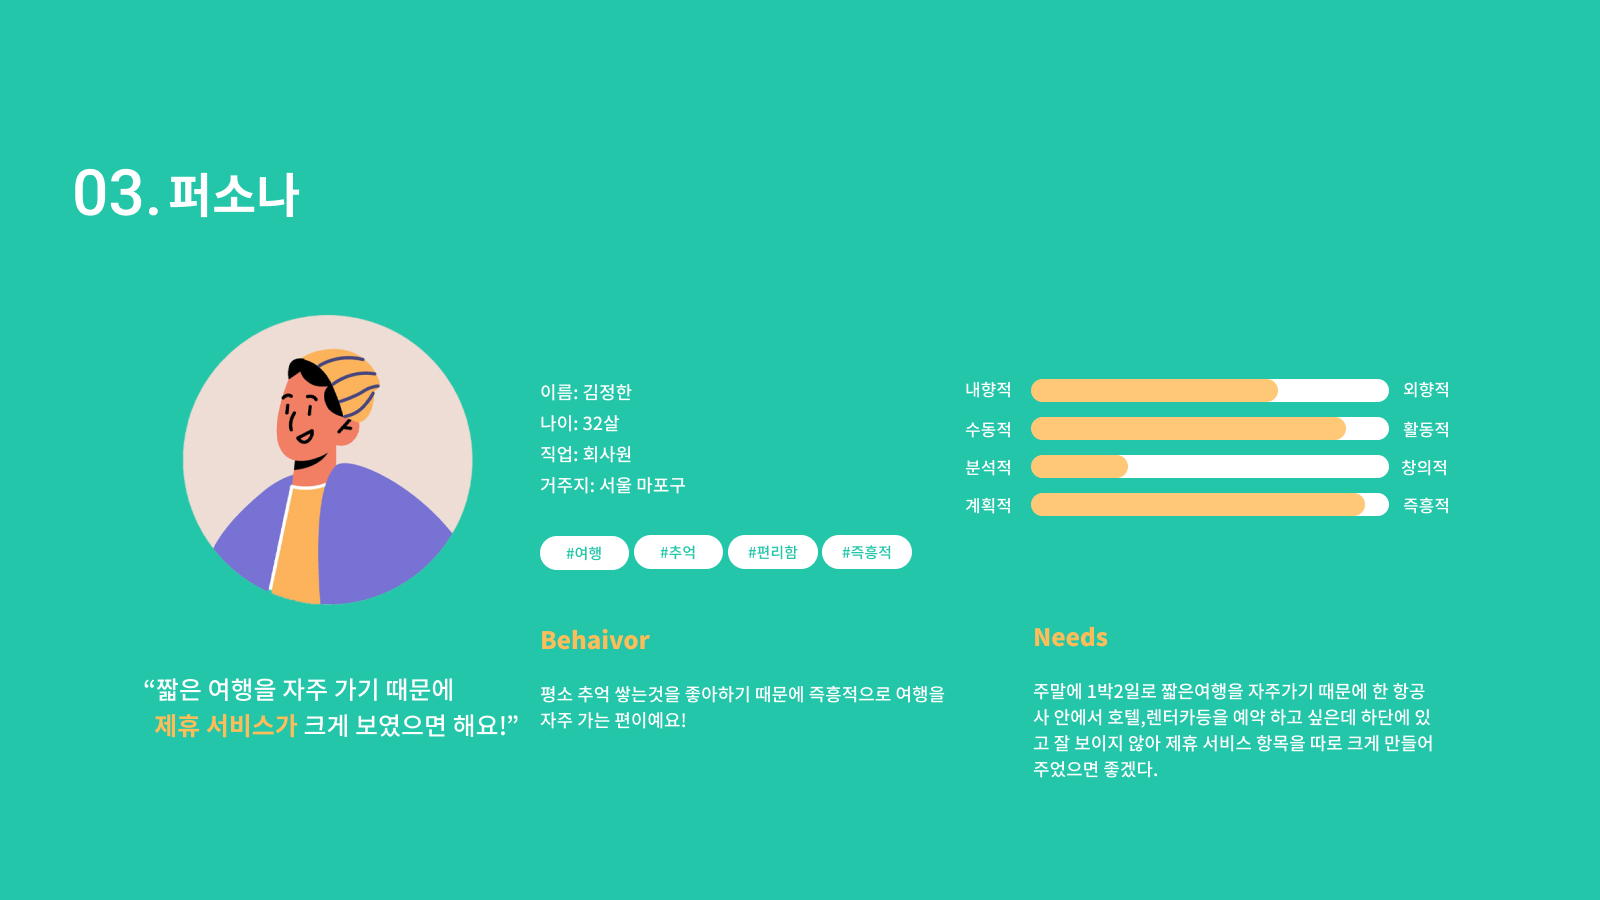 03. 퍼소나
“짧은 여행을 자주 가기 때문에
제휴 서비스가 크게 보였으면 해요!”
이름: 김정한
나이: 32살
직업: 회사원
거주지: 서울 마포구
#여행 #추억 #편리함 #즉흥적
Behaivor
평소 추억 쌓는것을 좋아하기 때문에 즉흥적으로 여행을
자주 가는 편이예요!
내향적 외향적
수동적 활동적
분석적 창의적
계획적 즉흥적
Needs
주말에 1박2일로 짧은여행을 자주가기 때문에 한 항공
사 안에서 호텔,렌터카등을 예약 하고 싶은데 하단에 있
고 잘 보이지 않아 제휴 서비스 항목을 따로 크게 만들어
주었으면 좋겠다.